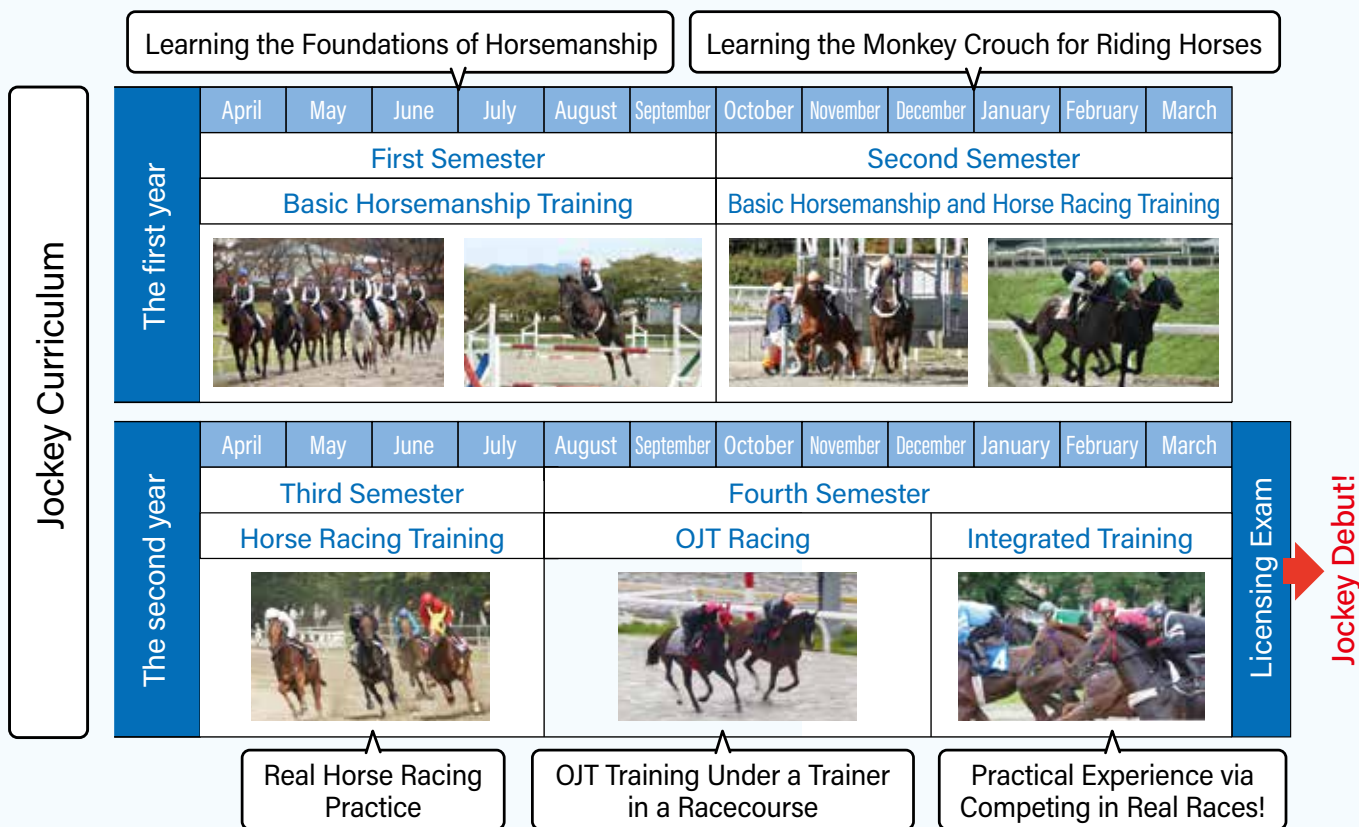 Learning the Foundations of Horsemanship
Learning the Monkey Crouch for Riding Horses
Jockey Curriculum
The first year
April May June July August September October November December January February March
First Semester Second Semester
Basic Horsemanship Training Basic Horsemanship and Horse Racing Training
The second year
April May June July August September October November December January February March
Third Semester Fourth Semester
Horse Racing Training OJT Racing Integrated Training
4
Licensing Exam
Jockey Debut!
Real Horse Racing
Practice
OJT Training Under a Trainer
in a Racecourse
Practical Experience via
Competing in Real Races!